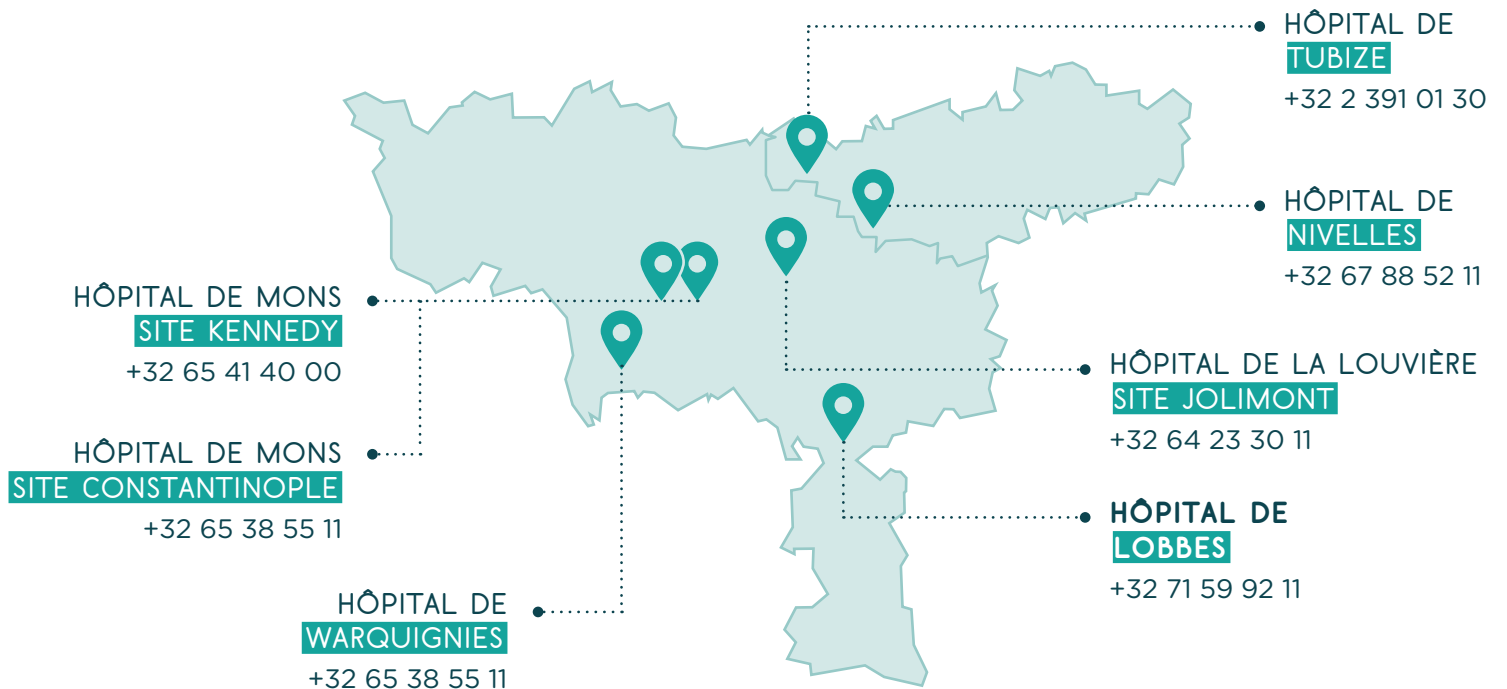 HÔPITAL DE
TUBIZE
+32 2 391 01 30
HÔPITAL DE
NIVELLES
+32 67 88 52 11
HÔPITAL DE MONS
SITE KENNEDY
+32 65 41 40 00
HÔPITAL DE LA LOUVIÈRE
SITE JOLIMONT
+32 64 23 30 11
HÔPITAL DE MONS
SITE CONSTANTINOPLE
+32 65 38 55 11
HÔPITAL DE
LOBBES
+32 71 59 92 11
HÔPITAL DE
WARQUIGNIES
+32 65 38 55 11